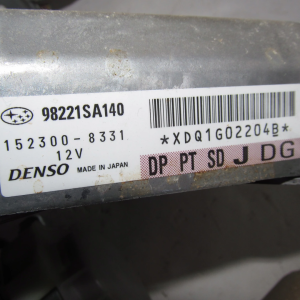 98221SA140
152300-8331
12V
DENSO MADE IN JAPAN
*XDQ1G02204B*
DP PT SD J DG